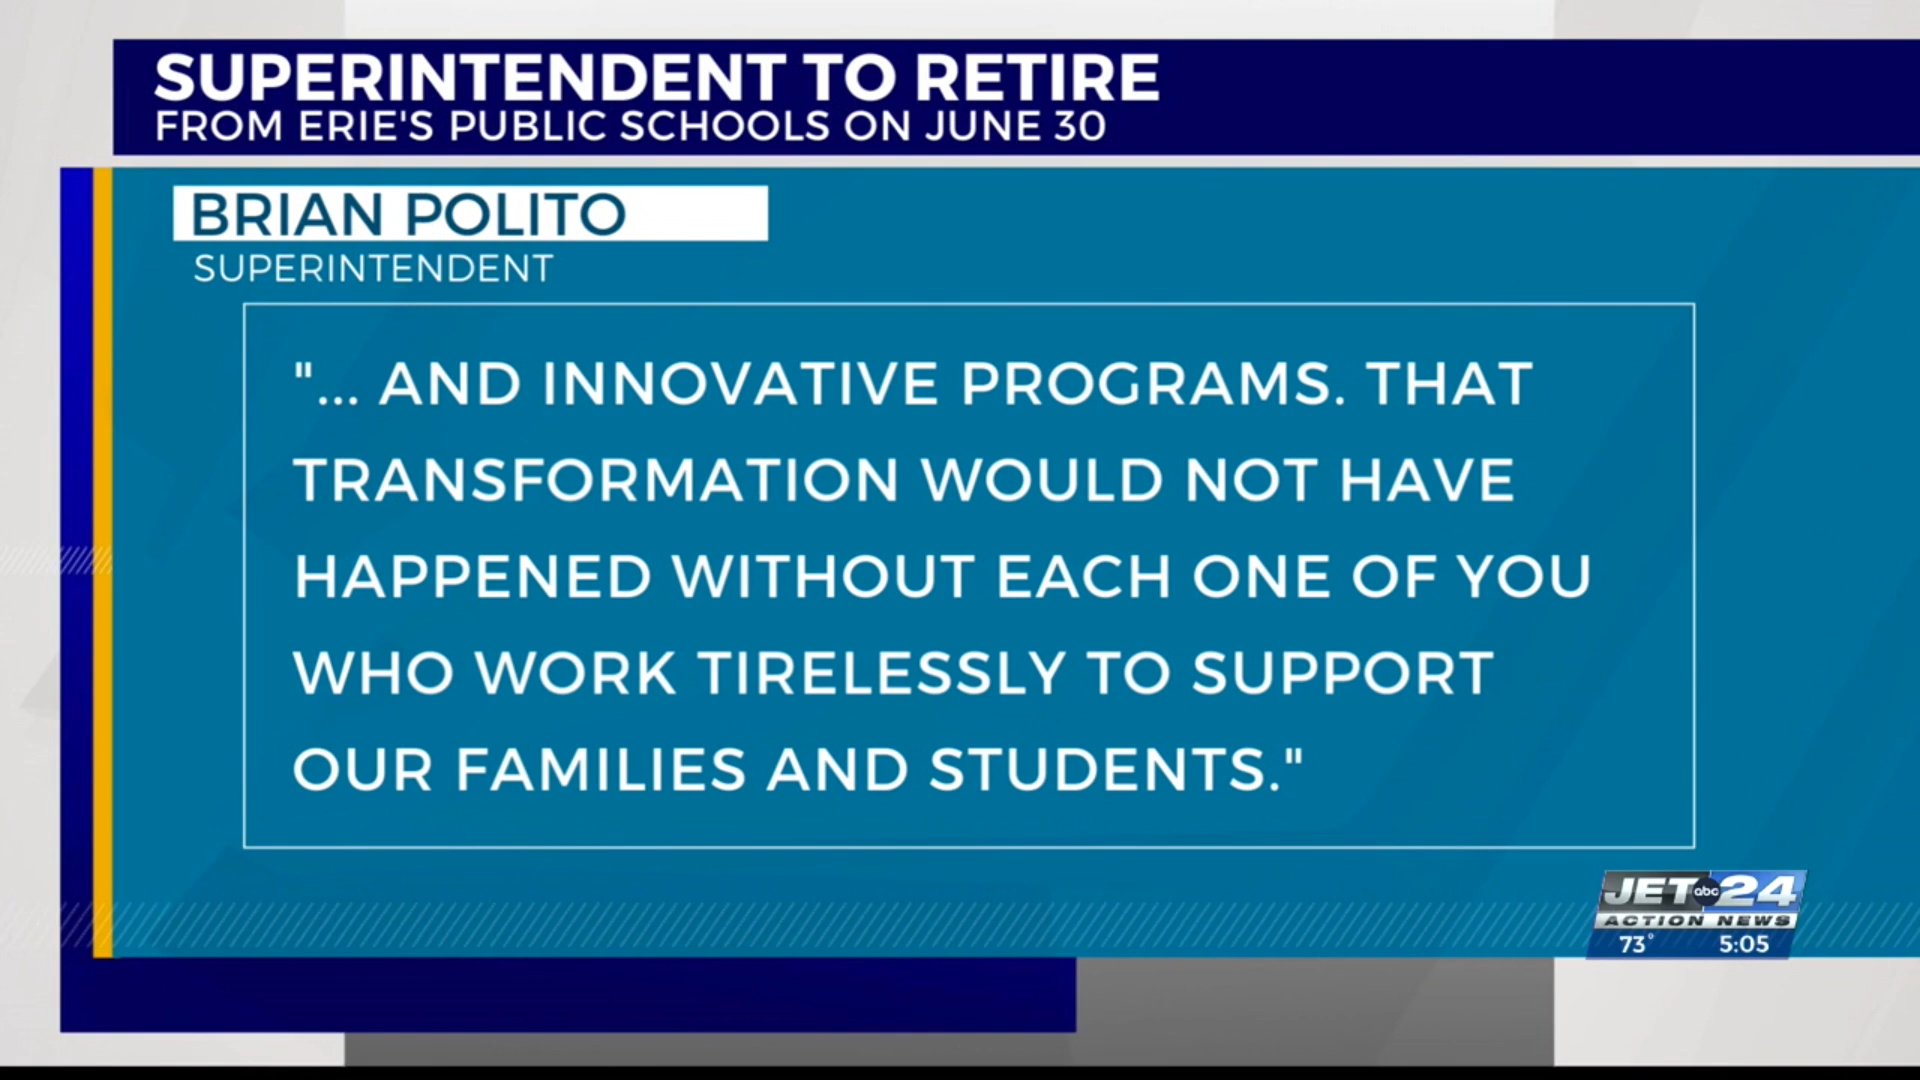 SUPERINTENDENT TO RETIRE
FROM ERIE'S PUBLIC SCHOOLS ON JUNE 30
BRIAN POLITO
SUPERINTENDENT
"... AND INNOVATIVE PROGRAMS. THAT
TRANSFORMATION WOULD NOT HAVE
HAPPENED WITHOUT EACH ONE OF YOU
WHO WORK TIRELESSLY TO SUPPORT
OUR FAMILIES AND STUDENTS."
JET abc 24
ACTION NEWS
73° 5:05